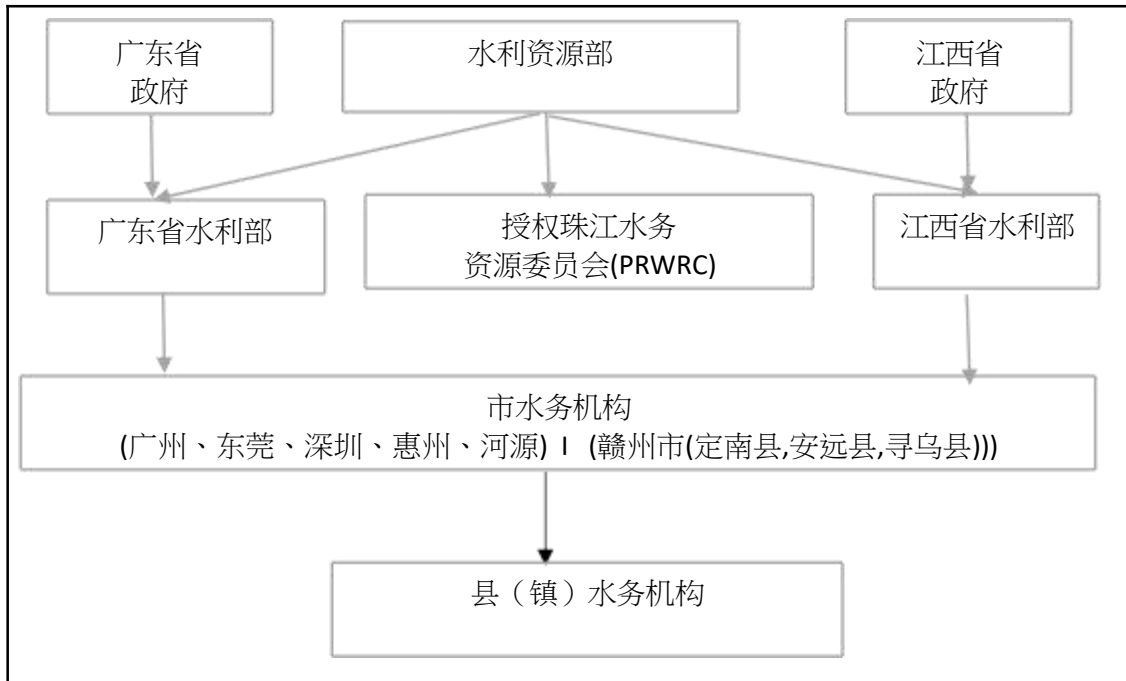 广东省
政府
水利资源部
江西省
政府
广东省水利部
授权珠江水务
资源委员会(PRWRC)
江西省水利部
市水务机构
(广州、东莞、深圳、惠州、河源) I (赣州市(定南县,安远县,寻乌县)))
县（镇）水务机构